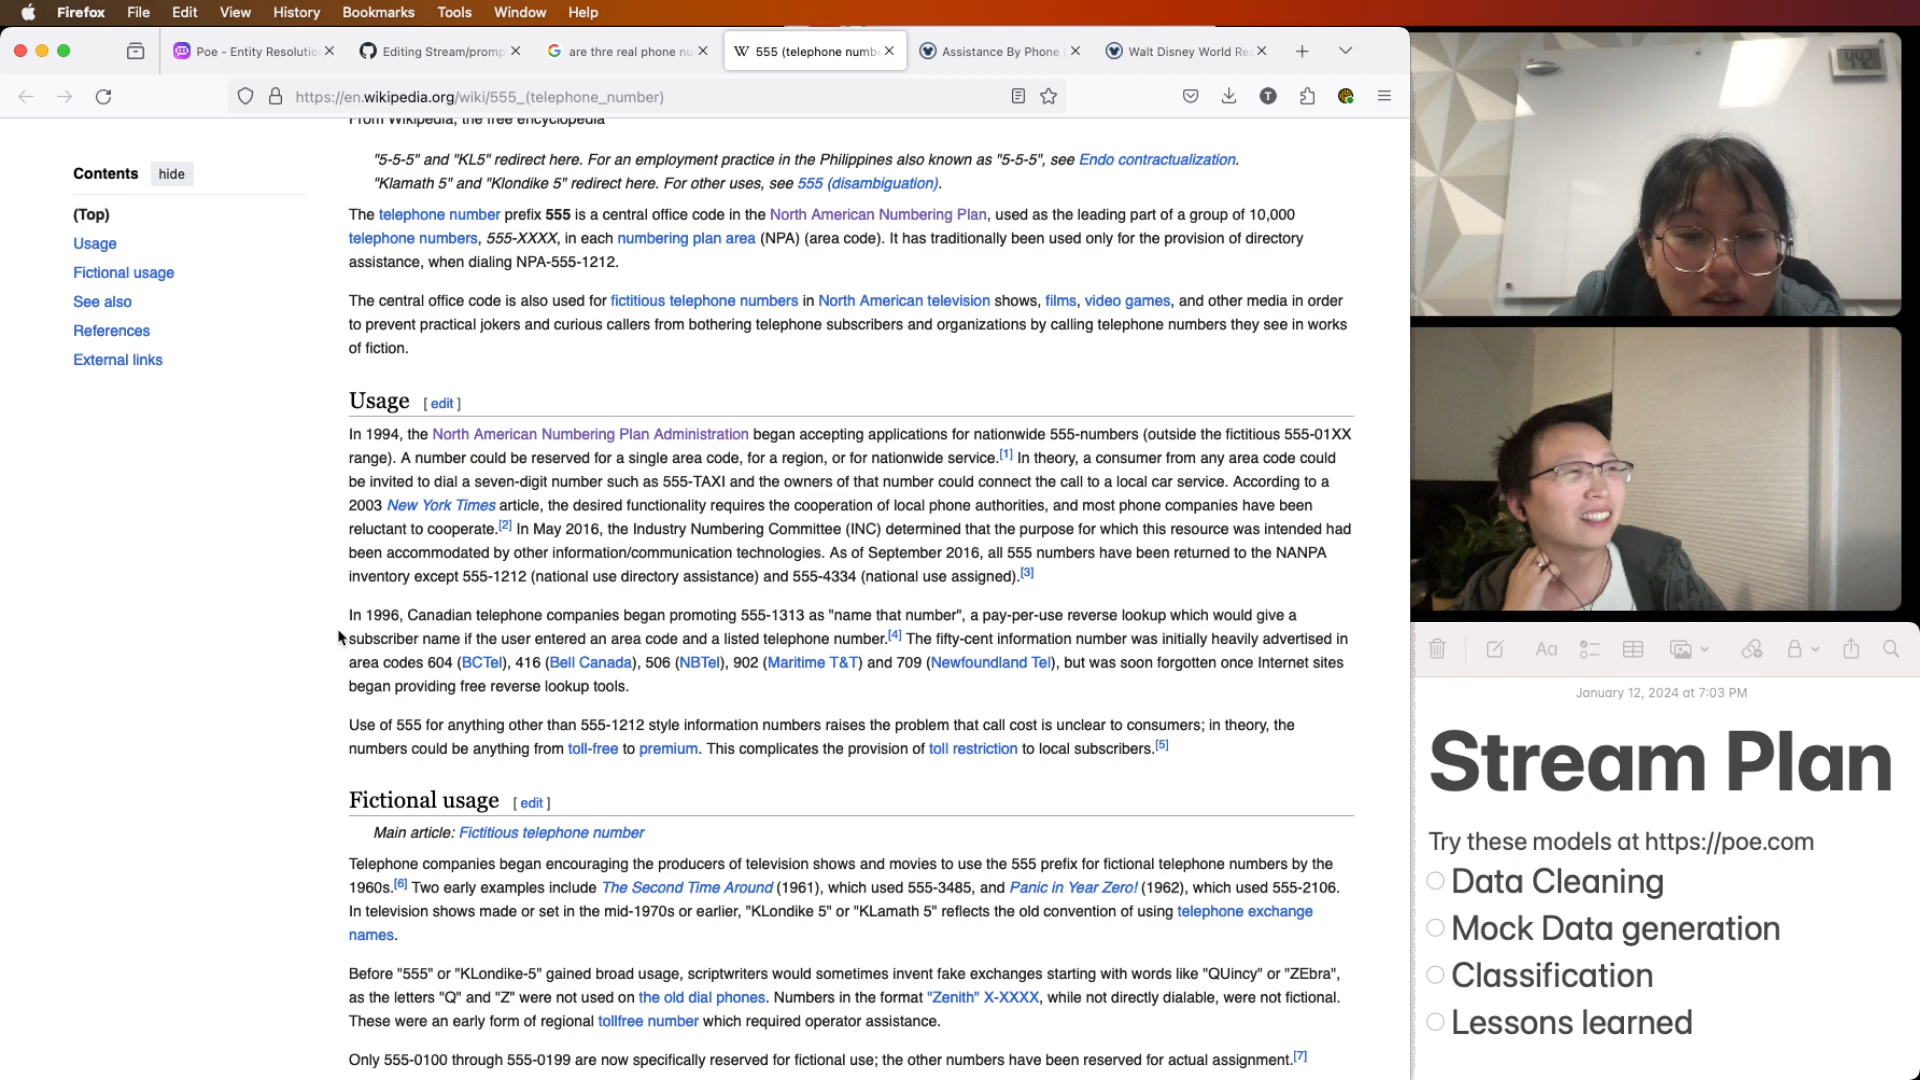 Firefox File Edit View History Bookmarks Tools Window Help
Poe - Entity Resolutio
Editing Stream/promp
are thre real phone nu
555 (telephone numb
Assistance By Phone
Walt Disney World Re
https://en.wikipedia.org/wiki/555_(telephone_number)
From Wikipedia, the free encyclopedia
Contents hide
(Top)
Usage
Fictional usage
See also
References
External links
"5-5-5" and "KL5" redirect here. For an employment practice in the Philippines also known as "5-5-5", see Endo contractualization.
"Klamath 5" and "Klondike 5" redirect here. For other uses, see 555 (disambiguation).
The telephone number prefix 555 is a central office code in the North American Numbering Plan, used as the leading part of a group of 10,000
telephone numbers, 555-XXXX, in each numbering plan area (NPA) (area code). It has traditionally been used only for the provision of directory
assistance, when dialing NPA-555-1212.
The central office code is also used for fictitious telephone numbers in North American television shows, films, video games, and other media in order
to prevent practical jokers and curious callers from bothering telephone subscribers and organizations by calling telephone numbers they see in works
of fiction.
Usage [ edit ]
In 1994, the North American Numbering Plan Administration began accepting applications for nationwide 555-numbers (outside the fictitious 555-01XX
range). A number could be reserved for a single area code, for a region, or for nationwide service.[1] In theory, a consumer from any area code could
be invited to dial a seven-digit number such as 555-TAXI and the owners of that number could connect the call to a local car service. According to a
2003 New York Times article, the desired functionality requires the cooperation of local phone authorities, and most phone companies have been
reluctant to cooperate.[2] In May 2016, the Industry Numbering Committee (INC) determined that the purpose for which this resource was intended had
been accommodated by other information/communication technologies. As of September 2016, all 555 numbers have been returned to the NANPA
inventory except 555-1212 (national use directory assistance) and 555-4334 (national use assigned).[3]
In 1996, Canadian telephone companies began promoting 555-1313 as "name that number", a pay-per-use reverse lookup which would give a
subscriber name if the user entered an area code and a listed telephone number.[4] The fifty-cent information number was initially heavily advertised in
area codes 604 (BCTel), 416 (Bell Canada), 506 (NBTel), 902 (Maritime T&T) and 709 (Newfoundland Tel), but was soon forgotten once Internet sites
began providing free reverse lookup tools.
Use of 555 for anything other than 555-1212 style information numbers raises the problem that call cost is unclear to consumers; in theory, the
numbers could be anything from toll-free to premium. This complicates the provision of toll restriction to local subscribers.[5]
Fictional usage [ edit ]
Main article: Fictitious telephone number
Telephone companies began encouraging the producers of television shows and movies to use the 555 prefix for fictional telephone numbers by the
1960s.[6] Two early examples include The Second Time Around (1961), which used 555-3485, and Panic in Year Zero! (1962), which used 555-2106.
In television shows made or set in the mid-1970s or earlier, "KLondike 5" or "KLamath 5" reflects the old convention of using telephone exchange
names.
Before "555" or "KLondike-5" gained broad usage, scriptwriters would sometimes invent fake exchanges starting with words like "QUincy" or "ZEbra",
as the letters "Q" and "Z" were not used on the old dial phones. Numbers in the format "Zenith" X-XXXX, while not directly dialable, were not fictional.
These were an early form of regional tollfree number which required operator assistance.
Only 555-0100 through 555-0199 are now specifically reserved for fictional use; the other numbers have been reserved for actual assignment.[7]
4:42
Aa
January 12, 2024 at 7:03 PM
Stream Plan
Try these models at https://poe.com
Data Cleaning
Mock Data generation
Classification
Lessons learned